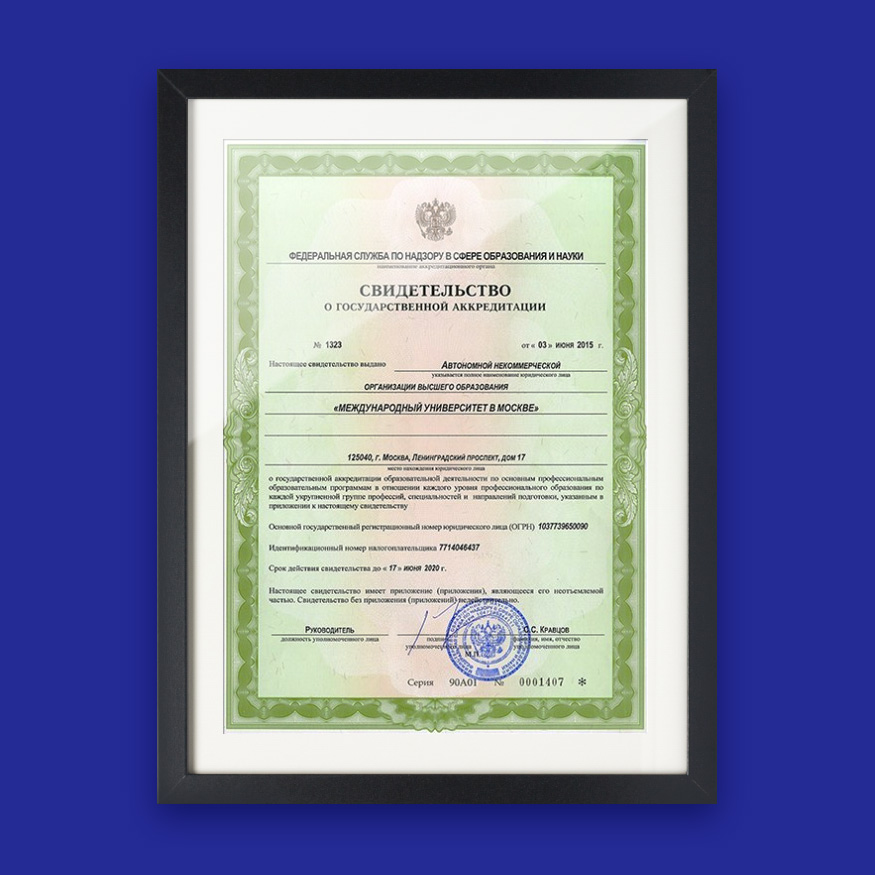 ФЕДЕРАЛЬНАЯ СЛУЖБА ПО НАДЗОРУ В СФЕРЕ ОБРАЗОВАНИЯ И НАУКИ
наименование аккредитационного органа
СВИДЕТЕЛЬСТВО
О ГОСУДАРСТВЕННОЙ АККРЕДИТАЦИИ
№ 1323 от « 03 » июня 2015 г.
Настоящее свидетельство выдано Автономной некоммерческой
указывается полное наименование юридического лица
организации высшего образования
«МЕЖДУНАРОДНЫЙ УНИВЕРСИТЕТ В МОСКВЕ»
125040, г. Москва, Ленинградский проспект, дом 17
место нахождения юридического лица
о государственной аккредитации образовательной деятельности по основным профессиональным
образовательным программам в отношении каждого уровня профессионального образования по
каждой укрупненной группе профессий, специальностей и направлений подготовки, указанным в
приложении к настоящему свидетельству
Основной государственный регистрационный номер юридического лица (ОГРН) 1037739650090
Идентификационный номер налогоплательщика 7714046437
Срок действия свидетельства до « 17 » июня 2020 г.
Настоящее свидетельство имеет приложение (приложения), являющееся его неотъемлемой
частью. Свидетельство без приложения (приложений) недействительно.
Руководитель С.С. Кравцов
должность уполномоченного лица имя, отчество
уполномоченного лица
М.П.
Серия 90А01 № 0001407 *